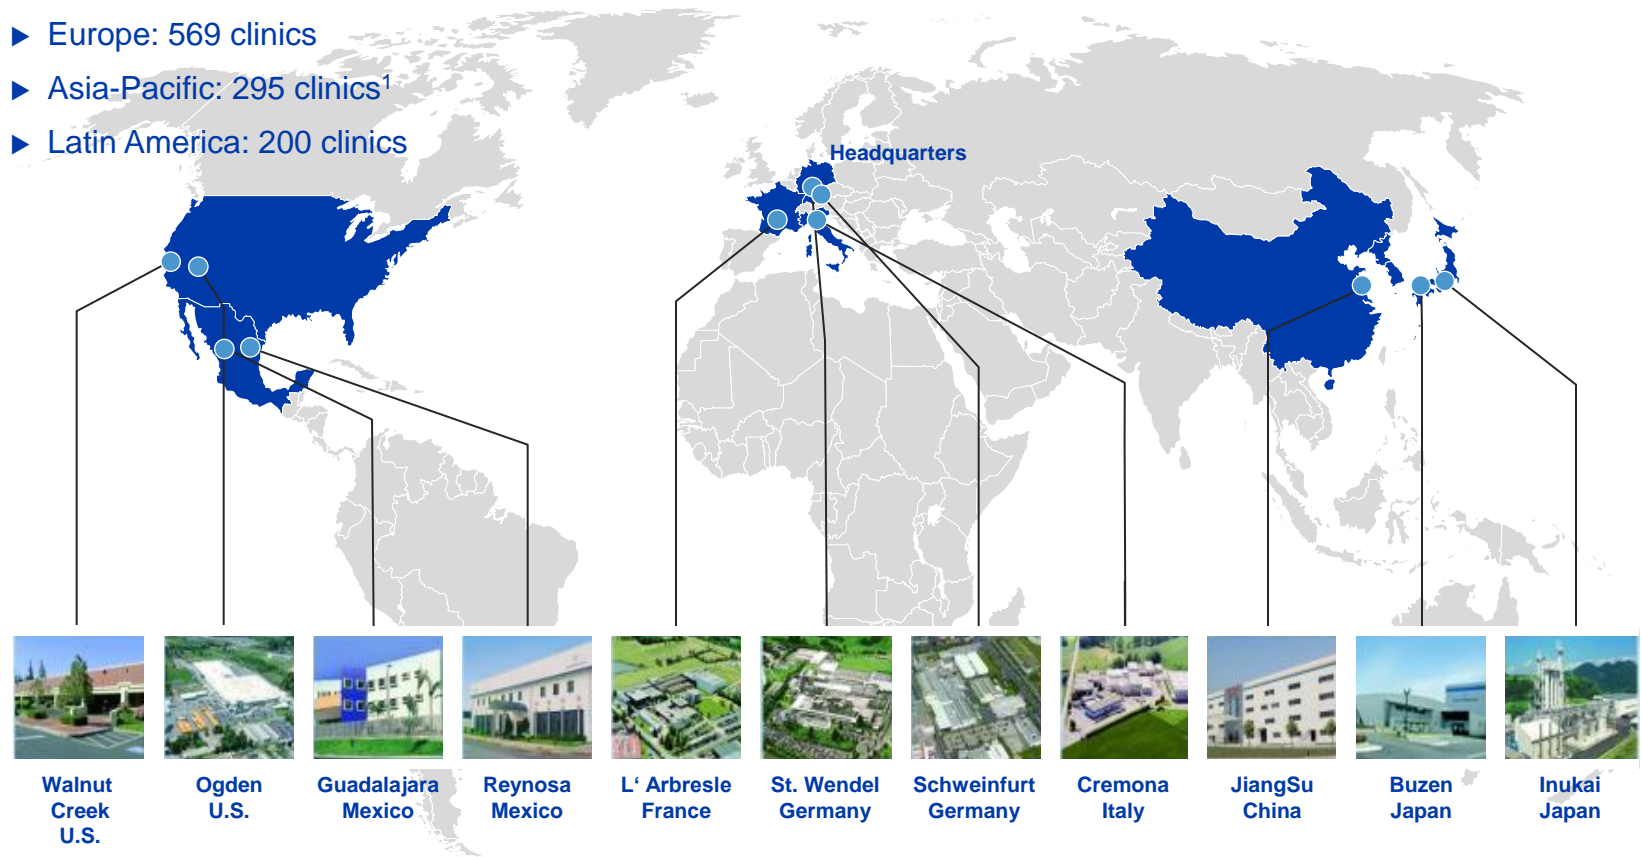 ► Europe: 569 clinics
► Asia-Pacific: 295 clinics¹
► Latin America: 200 clinics
Headquarters
Walnut
Creek
U.S.
Ogden
U.S.
Guadalajara
Mexico
Reynosa
Mexico
L‘ Arbresle
France
St. Wendel
Germany
Schweinfurt
Germany
Cremona
Italy
JiangSu
China
Buzen
Japan
Inukai
Japan